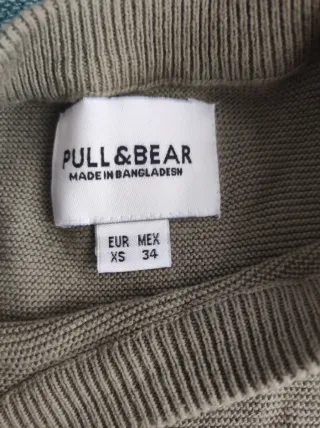 PULL&BEAR
MADE IN BANGLADESH
EUR MEX
XS 34